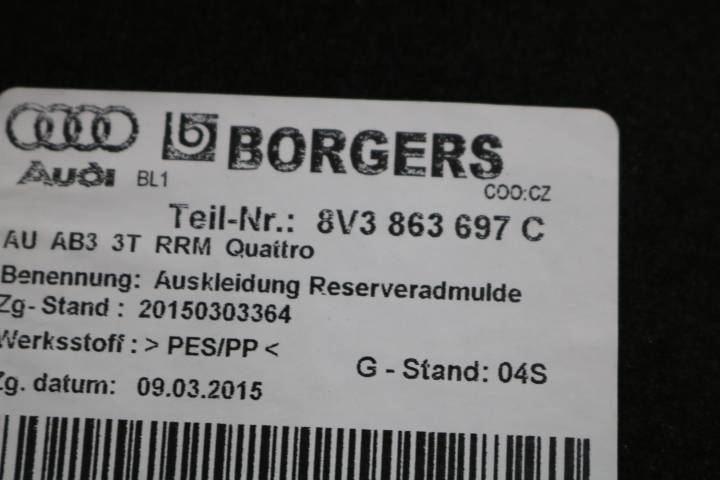 BORGERS
Audi BL1
COO:CZ
Teil-Nr.: 8V3 863 697 C
AU AB3 3T RRM Quattro
Benennung: Auskleidung Reserveradmulde
Zg-Stand : 20150303364
Werksstoff : > PES/PP <
G - Stand: 04S
Zg. datum: 09.03.2015